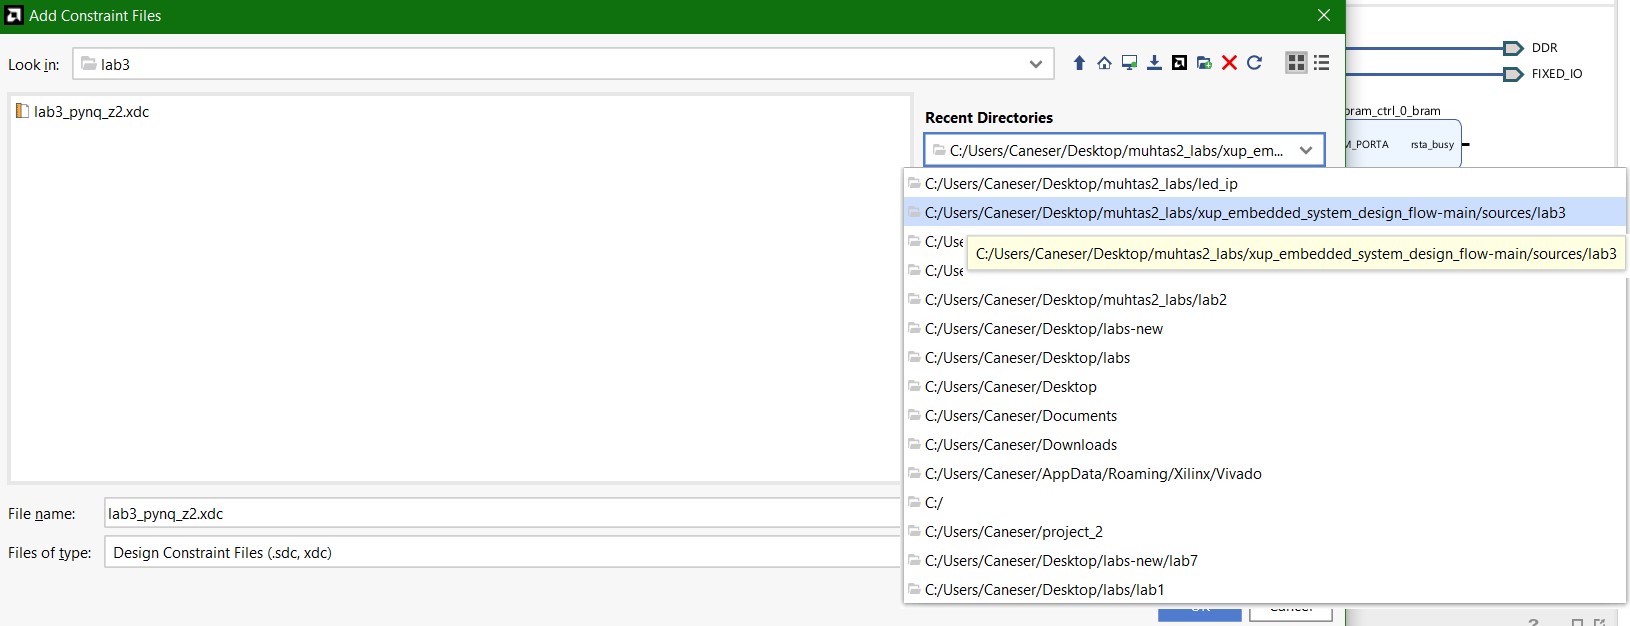 Add Constraint Files
Look in:
lab3
DDR
FIXED_IO
lab3_pynq_z2.xdc
Recent Directories
C:/Users/Caneser/Desktop/muhtas2_labs/xup_em...
bram_ctrl_0_bram
M_PORTA
rsta_busy
C:/Users/Caneser/Desktop/muhtas2_labs/led_ip
C:/Users/Caneser/Desktop/muhtas2_labs/xup_embedded_system_design_flow-main/sources/lab3
C:/Use
C:/Users/Caneser/Desktop/muhtas2_labs/xup_embedded_system_design_flow-main/sources/lab3
C:/Use
C:/Users/Caneser/Desktop/muhtas2_labs/lab2
C:/Users/Caneser/Desktop/labs-new
C:/Users/Caneser/Desktop/labs
C:/Users/Caneser/Desktop
C:/Users/Caneser/Documents
C:/Users/Caneser/Downloads
C:/Users/Caneser/AppData/Roaming/Xilinx/Vivado
C:/
C:/Users/Caneser/project_2
C:/Users/Caneser/Desktop/labs-new/lab7
C:/Users/Caneser/Desktop/labs/lab1
File name:
lab3_pynq_z2.xdc
Files of type:
Design Constraint Files (.sdc, xdc)
OK
Cancel